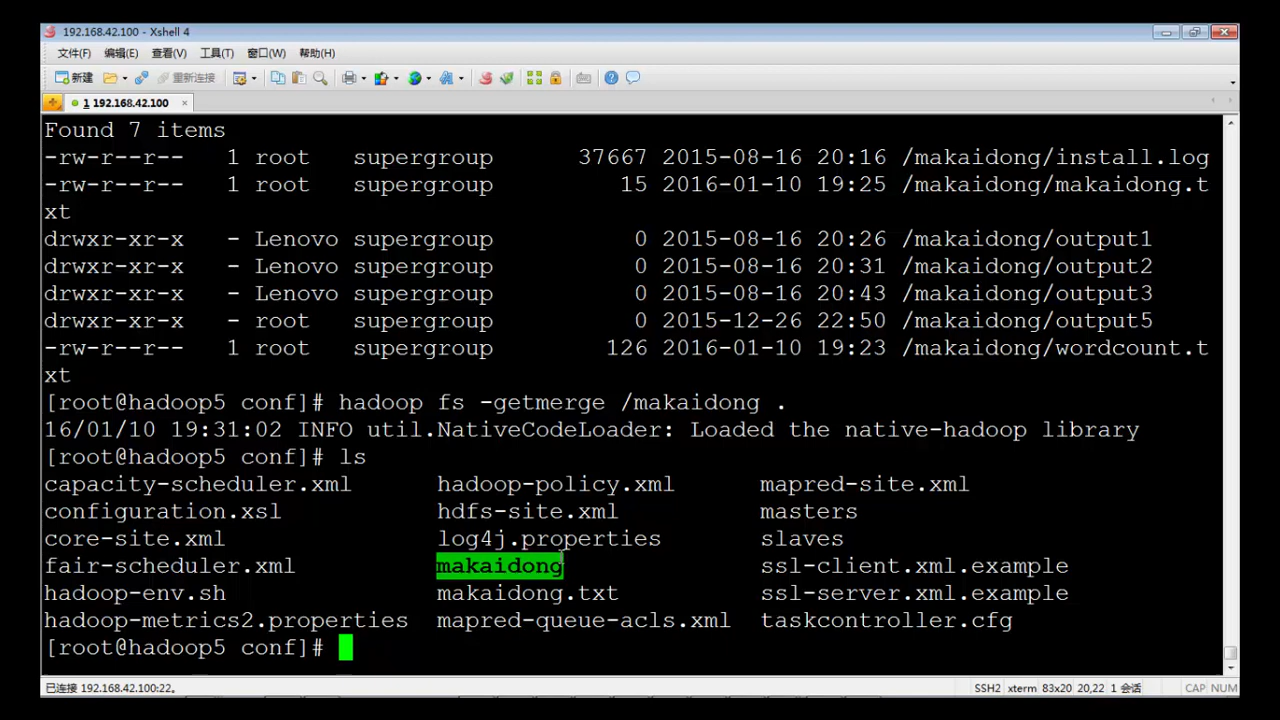 192.168.42.100 - Xshell 4
文件(F) 编辑(E) 查看(V) 工具(T) 窗口(W) 帮助(H)
新建 重新连接
1 192.168.42.100
Found 7 items
-rw-r--r--   1 root   supergroup      37667 2015-08-16 20:16 /makaidong/install.log
-rw-r--r--   1 root   supergroup         15 2016-01-10 19:25 /makaidong/makaidong.t
xt
drwxr-xr-x   - Lenovo supergroup          0 2015-08-16 20:26 /makaidong/output1
drwxr-xr-x   - Lenovo supergroup          0 2015-08-16 20:31 /makaidong/output2
drwxr-xr-x   - Lenovo supergroup          0 2015-08-16 20:43 /makaidong/output3
drwxr-xr-x   - root   supergroup          0 2015-12-26 22:50 /makaidong/output5
-rw-r--r--   1 root   supergroup        126 2016-01-10 19:23 /makaidong/wordcount.t
xt
[root@hadoop5 conf]# hadoop fs -getmerge /makaidong .
16/01/10 19:31:02 INFO util.NativeCodeLoader: Loaded the native-hadoop library
[root@hadoop5 conf]# ls
capacity-scheduler.xml      hadoop-policy.xml      mapred-site.xml
configuration.xsl           hdfs-site.xml          masters
core-site.xml               log4j.properties       slaves
fair-scheduler.xml          makaidong              ssl-client.xml.example
hadoop-env.sh               makaidong.txt          ssl-server.xml.example
hadoop-metrics2.properties  mapred-queue-acls.xml  taskcontroller.cfg
[root@hadoop5 conf]#
已连接 192.168.42.100:22。 SSH2 xterm 83x20 20,22 1 会话 CAP NUM